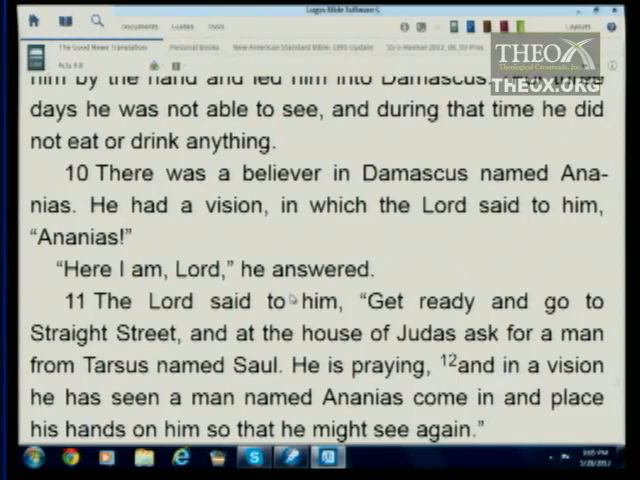 Logos Bible Software 5
Documents Guides Tools Layouts
The Good News Translation Personal Books New American Standard Bible, 1995 Update
THEOX
Theological Crossroads, Inc.
THEOX.ORG
him by the hand and led him into Damascus. For three
days he was not able to see, and during that time he did
not eat or drink anything.
10 There was a believer in Damascus named Ana-
nias. He had a vision, in which the Lord said to him,
“Ananias!”
“Here I am, Lord,” he answered.
11 The Lord said to him, “Get ready and go to
Straight Street, and at the house of Judas ask for a man
from Tarsus named Saul. He is praying, 12and in a vision
he has seen a man named Ananias come in and place
his hands on him so that he might see again.”